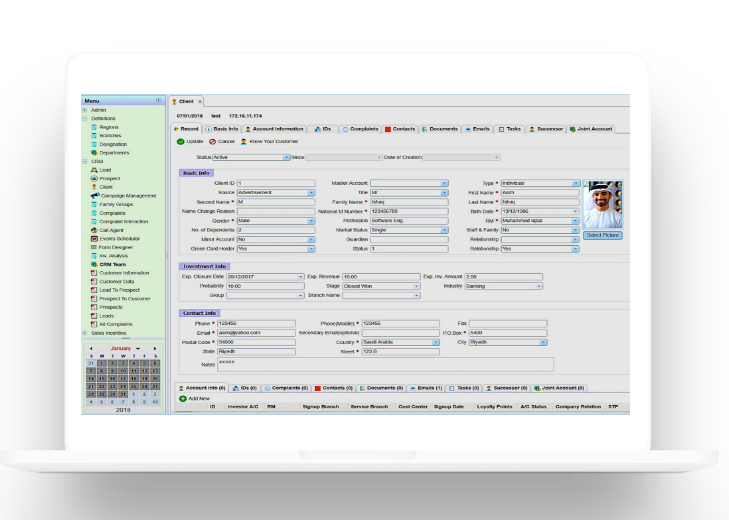 Menu
Admin
Definitions
Regions
Branches
Designation
Departments
CRM
Lead
Prospect
Client
Campaign Management
Family Groups
Complaints
Complaint Interaction
Call Agent
Events Schedular
Form Designer
Inv. Analysis
CRM Team
Customer Information
Customer Data
Lead To Prospect
Prospect To Customer
Prospects
Leads
All Complaints
Sales Incentive
January
S M T W T F S
31 1 2 3 4 5 6
7 8 9 10 11 12 13
14 15 16 17 18 19 20
21 22 23 24 25 26 27
28 29 30 31 1 2 3
4 5 6 7 8 9 10
2018
Client ×
07/01/2018 test 172.16.11.174
Record Basic Info Account Information IDs Complaints Contacts Documents Emails Tasks Successor Joint Account
Update Cancel Know Your Customer
Status Active Since Date of Creation
Basic Info
Client ID 1 Master Account Type * Individual
Source Advertisement Title Mr First Name * Asim
Second Name * M Family Name * Ishaq Last Name * Ishaq
Name Change Reason National Id Number * 123456789 Birth Date * 13/12/1986
Gender * Male Profession Software Eng. RM * Muhammad Iqbal
No. of Dependents 2 Martial Status Single Staff & Family No
Minor Account No Guardian Relationship
Green Card Holder Yes Status 1 Relationship Yes
Select Picture
Investment Info
Exp. Closure Date 20/12/2017 Exp. Revenue 10.00 Exp. Inv. Amount 2.00
Probability 10.00 Stage Closed Won Industry Banking
Group Branch Name
Contact Info
Phone * 123456 Phone(Mobile) * 123456 Fax
Email * asim@yahoo.com Secondary Email(optional) P.O.Box * 5400
Postal Code * 54000 Country * Saudi Arabia City Riyadh
State Riyadh Street * 123 B
Notes xxxxx
Account Info (0) IDs (0) Complaints (0) Contacts (0) Documents (0) Emails (1) Tasks (0) Successor (0) Joint Account (0)
Add New
ID Investor A/C RM Signup Branch Service Branch Cost Center Signup Date Loyalty Points A/C Status Company Relation STP